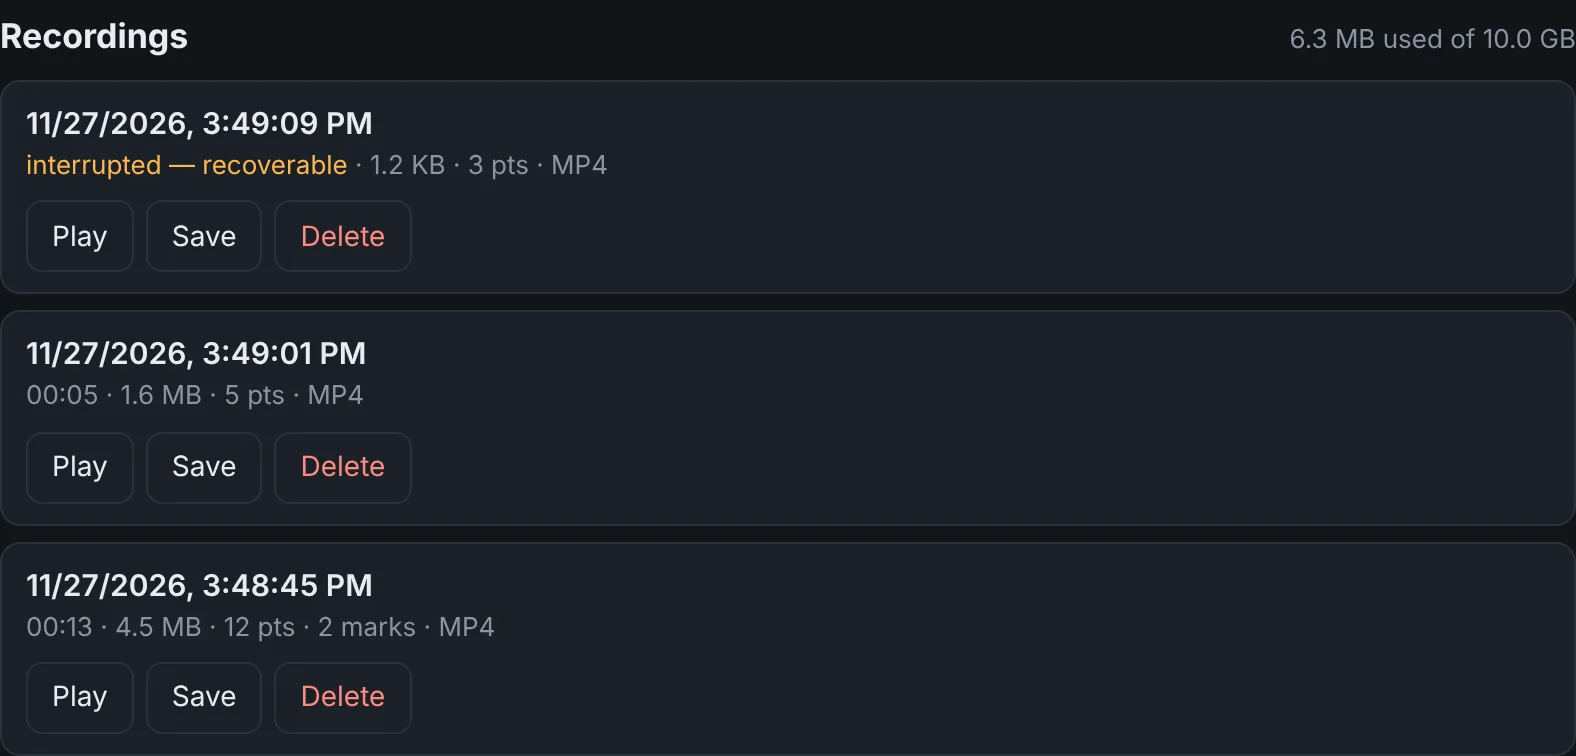 Recordings
6.3 MB used of 10.0 GB
11/27/2026, 3:49:09 PM
interrupted — recoverable · 1.2 KB · 3 pts · MP4
Play Save Delete
11/27/2026, 3:49:01 PM
00:05 · 1.6 MB · 5 pts · MP4
Play Save Delete
11/27/2026, 3:48:45 PM
00:13 · 4.5 MB · 12 pts · 2 marks · MP4
Play Save Delete